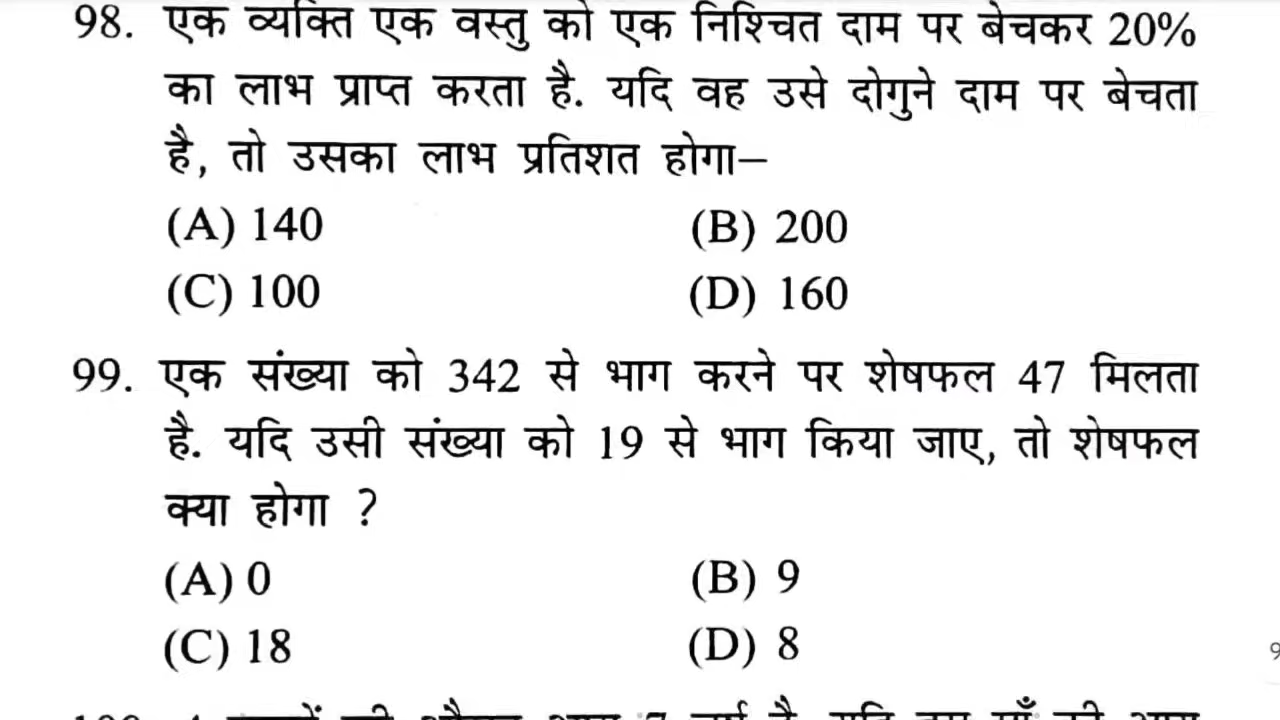 98. एक व्यक्ति एक वस्तु को एक निश्चित दाम पर बेचकर 20%
का लाभ प्राप्त करता है. यदि वह उसे दोगुने दाम पर बेचता
है, तो उसका लाभ प्रतिशत होगा–
(A) 140 (B) 200
(C) 100 (D) 160
99. एक संख्या को 342 से भाग करने पर शेषफल 47 मिलता
है. यदि उसी संख्या को 19 से भाग किया जाए, तो शेषफल
क्या होगा ?
(A) 0 (B) 9
(C) 18 (D) 8
9